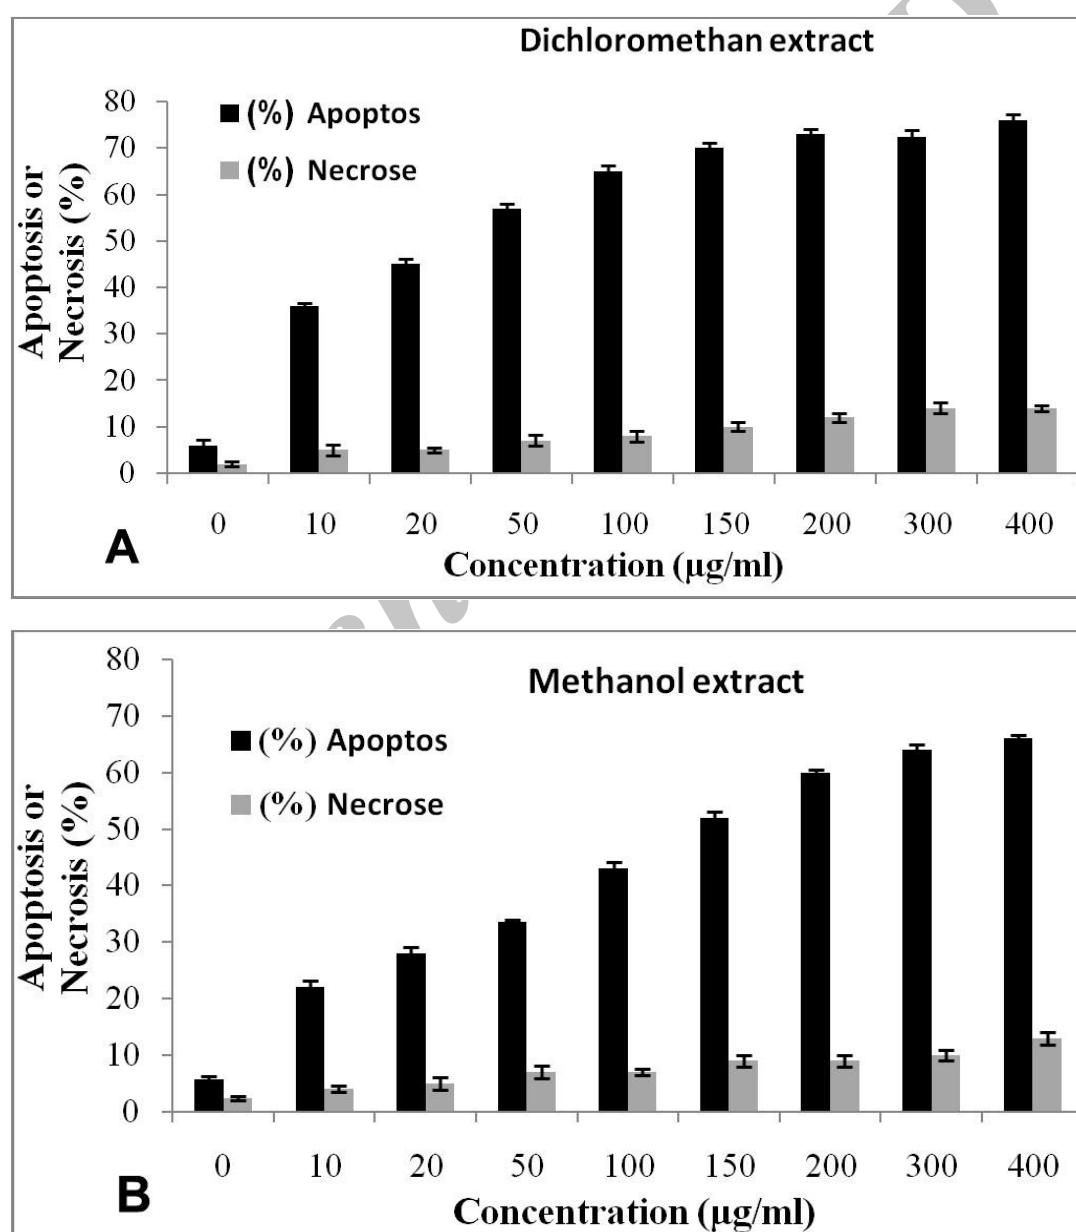 Dichloromethan extract
(%) Apoptos
(%) Necrose
Apoptosis or
Necrosis (%)
80
70
60
50
40
30
20
10
0
0 10 20 50 100 150 200 300 400
A
Concentration (µg/ml)
Methanol extract
(%) Apoptos
(%) Necrose
Apoptosis or
Necrosis (%)
80
70
60
50
40
30
20
10
0
0 10 20 50 100 150 200 300 400
B
Concentration (µg/ml)